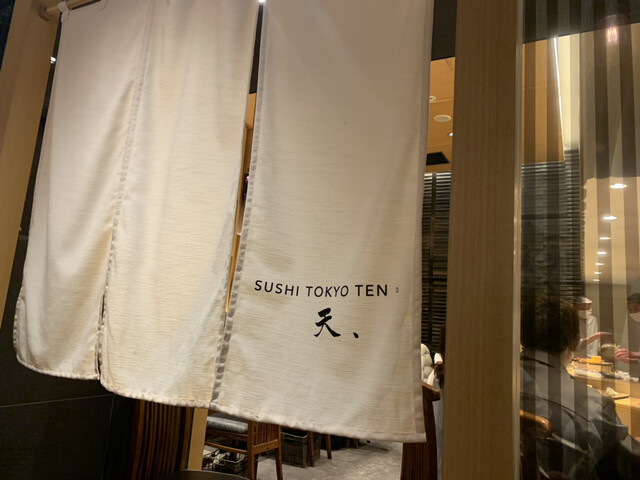 SUSHI TOKYO TEN、
天、